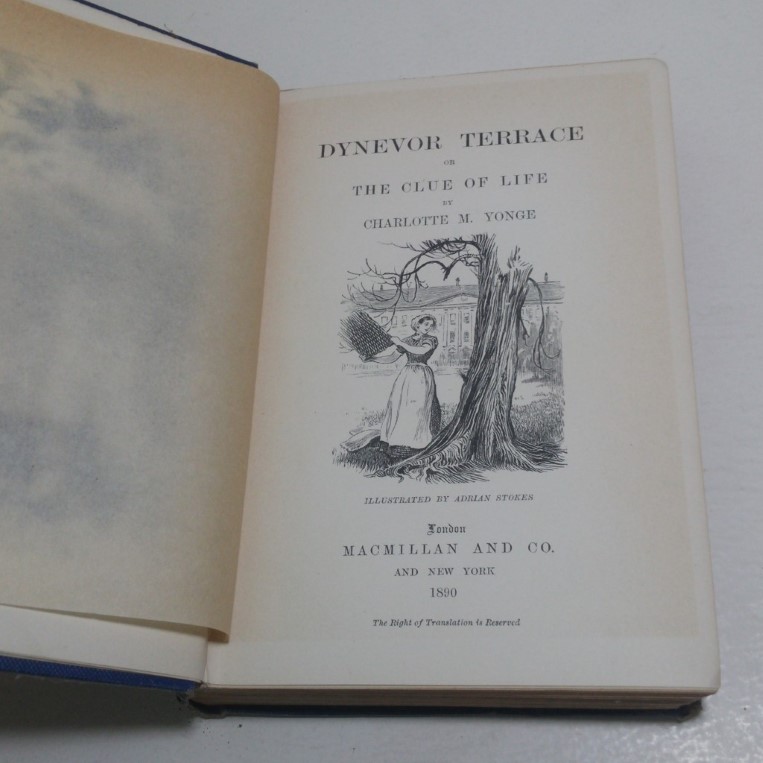 DYNEVOR TERRACE
OR
THE CLUE OF LIFE
BY
CHARLOTTE M. YONGE
ILLUSTRATED BY ADRIAN STOKES
London
MACMILLAN AND CO.
AND NEW YORK
1890
The Right of Translation is Reserved